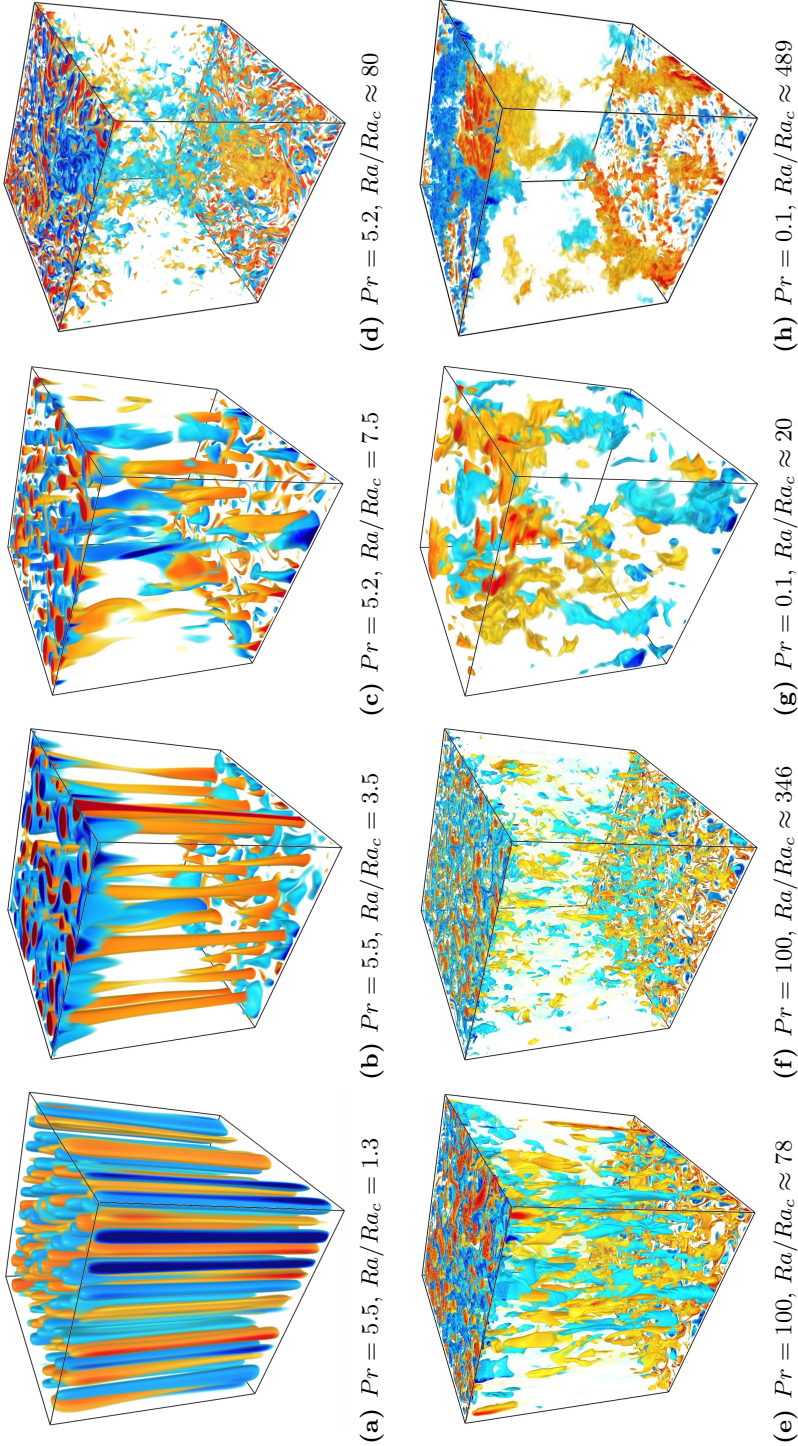 (a) Pr = 5.5, Ra/Ra_c = 1.3
(b) Pr = 5.5, Ra/Ra_c = 3.5
(c) Pr = 5.2, Ra/Ra_c = 7.5
(d) Pr = 5.2, Ra/Ra_c ≈ 80
(e) Pr = 100, Ra/Ra_c ≈ 78
(f) Pr = 100, Ra/Ra_c ≈ 346
(g) Pr = 0.1, Ra/Ra_c ≈ 20
(h) Pr = 0.1, Ra/Ra_c ≈ 489